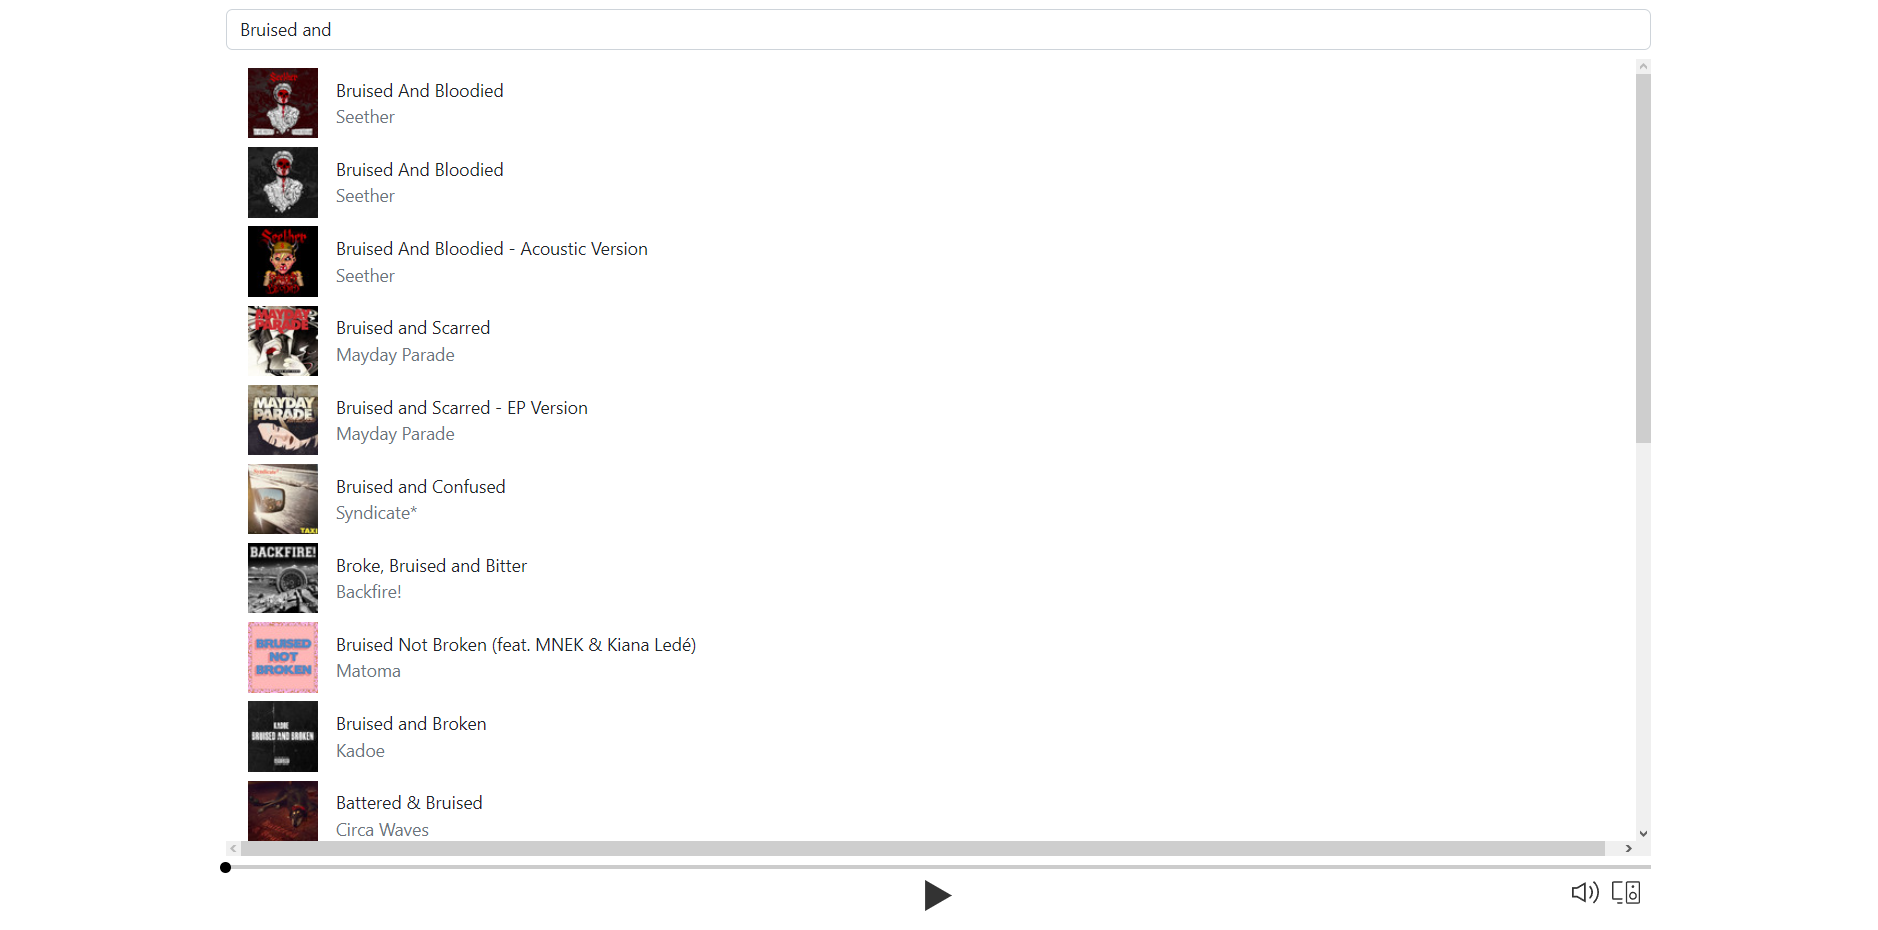 Bruised and
Seether
Bruised And Bloodied
Seether
Bruised And Bloodied
Seether
Seether
Bruised And Bloodied - Acoustic Version
Seether
MAYDAY
PARADE
Bruised and Scarred
Mayday Parade
MAYDAY
PARADE
Bruised and Scarred - EP Version
Mayday Parade
Syndicate*
TAXI
Bruised and Confused
Syndicate*
BACKFIRE!
Broke, Bruised and Bitter
Backfire!
BRUISED
NOT
BROKEN
Bruised Not Broken (feat. MNEK & Kiana Ledé)
Matoma
KADOE
BRUISED AND BROKEN
Bruised and Broken
Kadoe
Battered & Bruised
Circa Waves